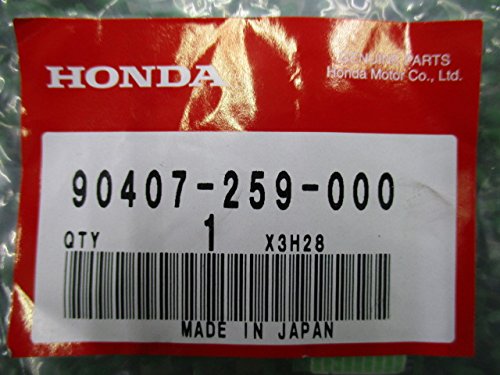 HONDA
GENUINE PARTS
Honda Motor Co., Ltd.
90407-259-000
QTY 1 X3H28
MADE IN JAPAN